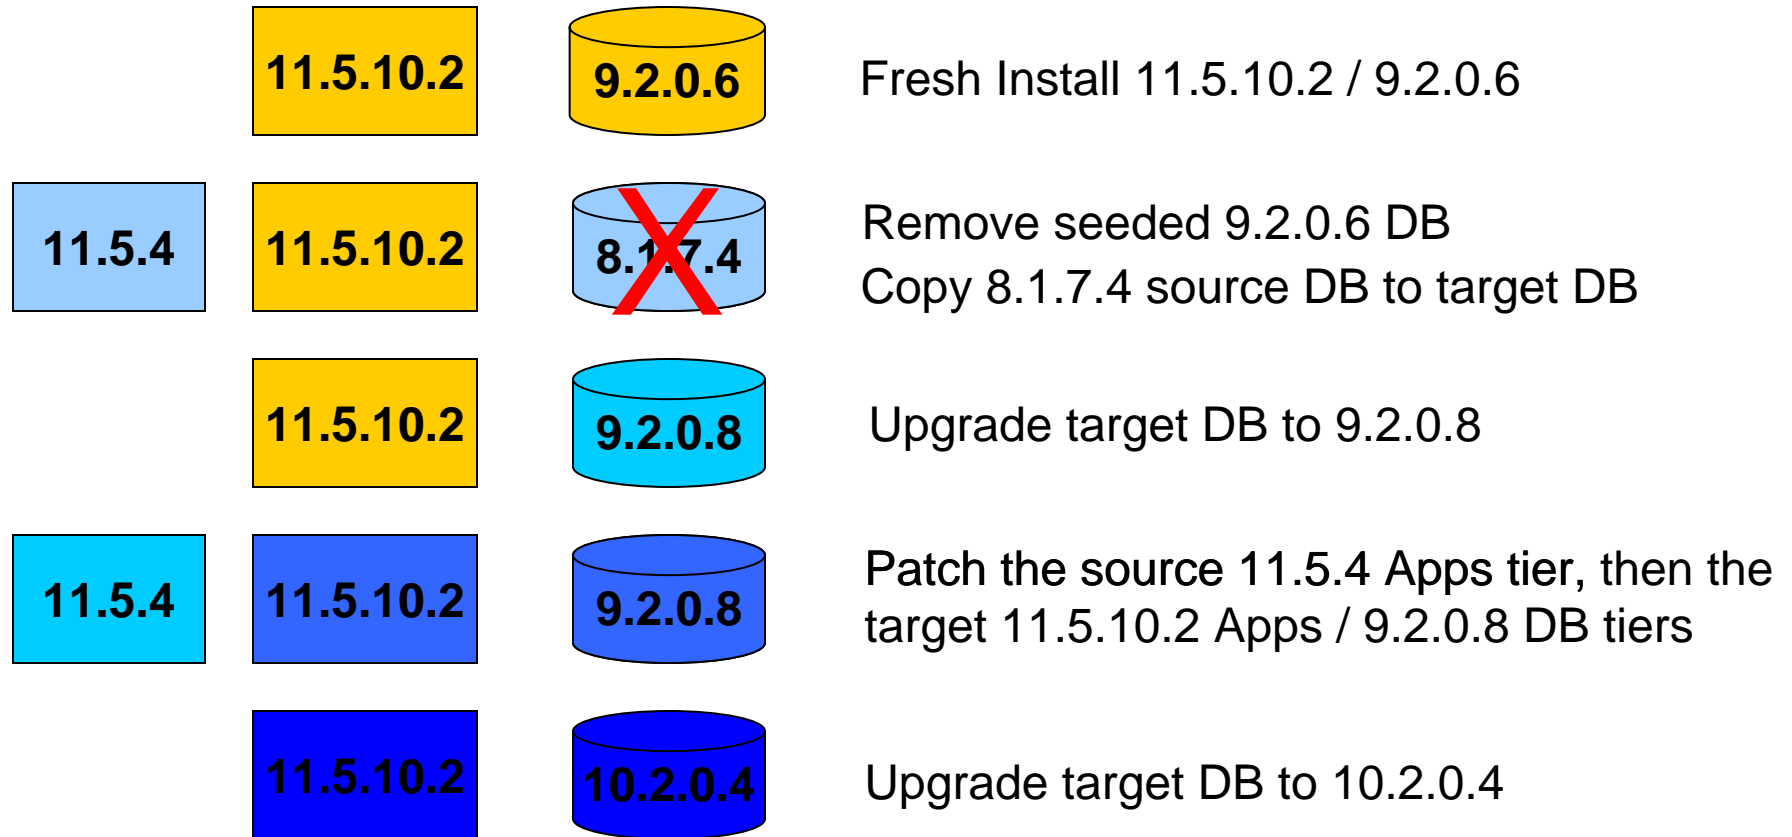 11.5.10.2 9.2.0.6 Fresh Install 11.5.10.2 / 9.2.0.6
11.5.4 11.5.10.2 8.1.7.4 Remove seeded 9.2.0.6 DB
Copy 8.1.7.4 source DB to target DB
11.5.10.2 9.2.0.8 Upgrade target DB to 9.2.0.8
11.5.4 11.5.10.2 9.2.0.8 Patch the source 11.5.4 Apps tier, then the
target 11.5.10.2 Apps / 9.2.0.8 DB tiers
11.5.10.2 10.2.0.4 Upgrade target DB to 10.2.0.4